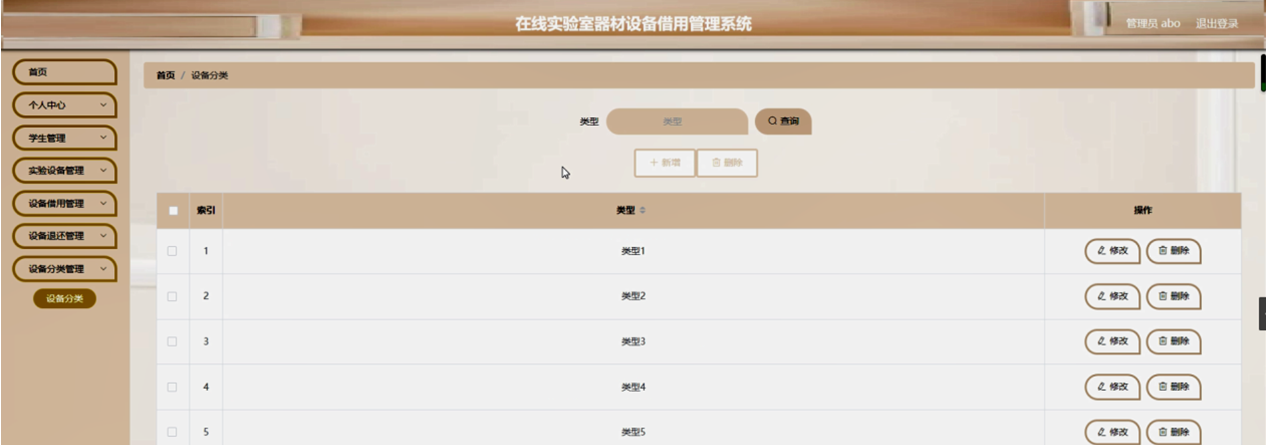 在线实验室器材设备借用管理系统
管理员 abo 退出登录
首页
个人中心
学生管理
实验设备管理
设备借用管理
设备退还管理
设备分类管理
设备分类
首页 / 设备分类
类型 类型 查询
+ 新增 删除
索引 类型 操作
1 类型1 修改 删除
2 类型2 修改 删除
3 类型3 修改 删除
4 类型4 修改 删除
5 类型5 修改 删除